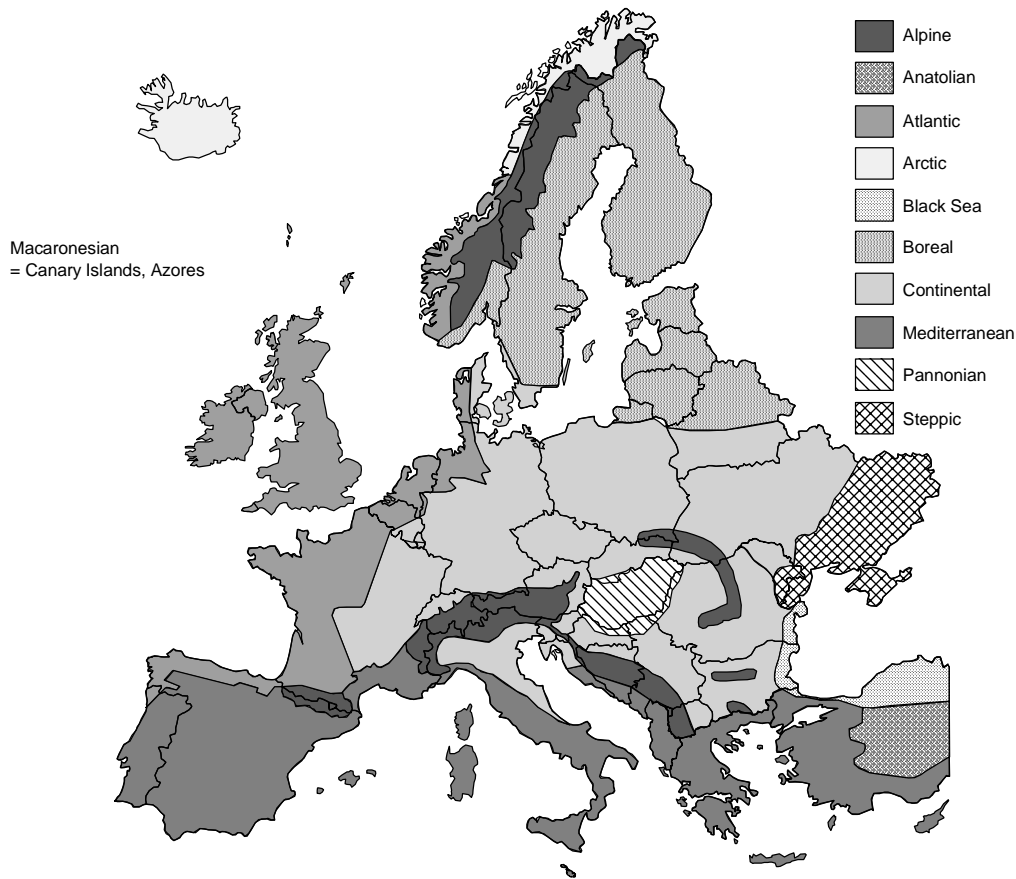 Macaronesian
= Canary Islands, Azores
Alpine
Anatolian
Atlantic
Arctic
Black Sea
Boreal
Continental
Mediterranean
Pannonian
Steppic